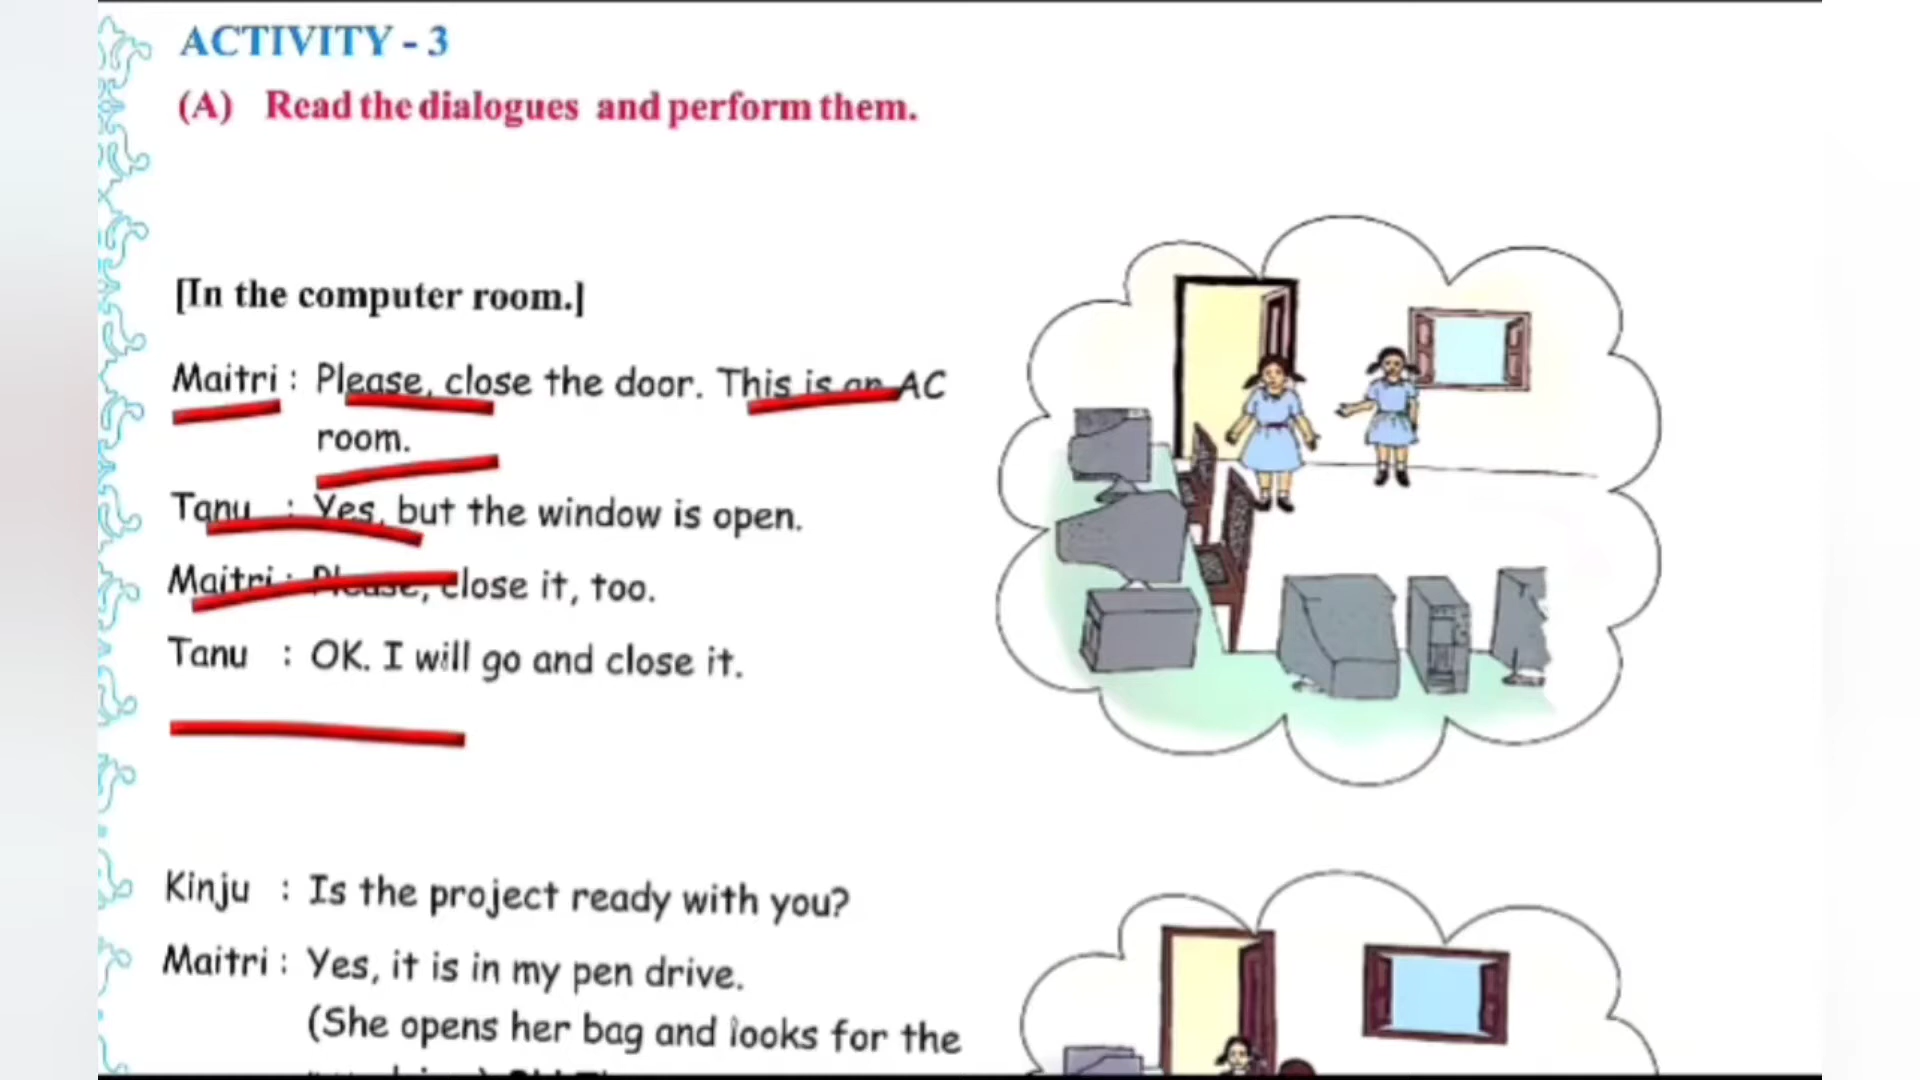 ACTIVITY - 3
(A) Read the dialogues and perform them.
[In the computer room.]
Maitri : Please, close the door. This is an AC
room.
Tanu : Yes, but the window is open.
Maitri : Please, close it, too.
Tanu : OK. I will go and close it.
Kinju : Is the project ready with you?
Maitri : Yes, it is in my pen drive.
(She opens her bag and looks for the